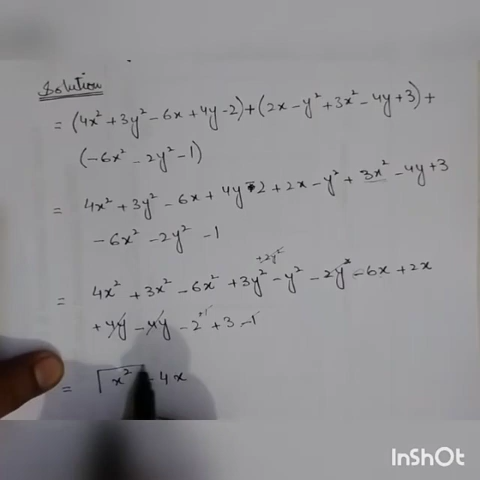 Solution
= (4x² + 3y² - 6x + 4y - 2) + (2x - y² + 3x² - 4y + 3) +
(-6x² - 2y² - 1)
= 4x² + 3y² - 6x + 4y - 2 + 2x - y² + 3x² - 4y + 3
- 6x² - 2y² - 1
+2y²
= 4x² + 3x² - 6x² + 3y² - y² - 2y² - 6x + 2x
+1
+ 4y - 4y - 2 + 3 - 1
= x² - 4x
InShOt